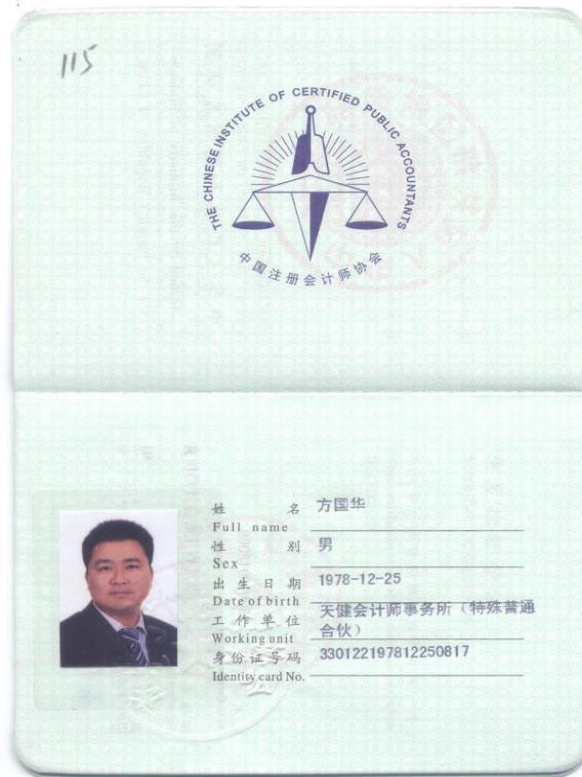 115
THE CHINESE INSTITUTE OF CERTIFIED PUBLIC ACCOUNTANTS
中国注册会计师协会
姓 名 方国华
Full name
性 别 男
Sex
出生日期 1978-12-25
Date of birth
工作单位 天健会计师事务所（特殊普通
合伙）
Working unit
身份证号码 330122197812250817
Identity card No.